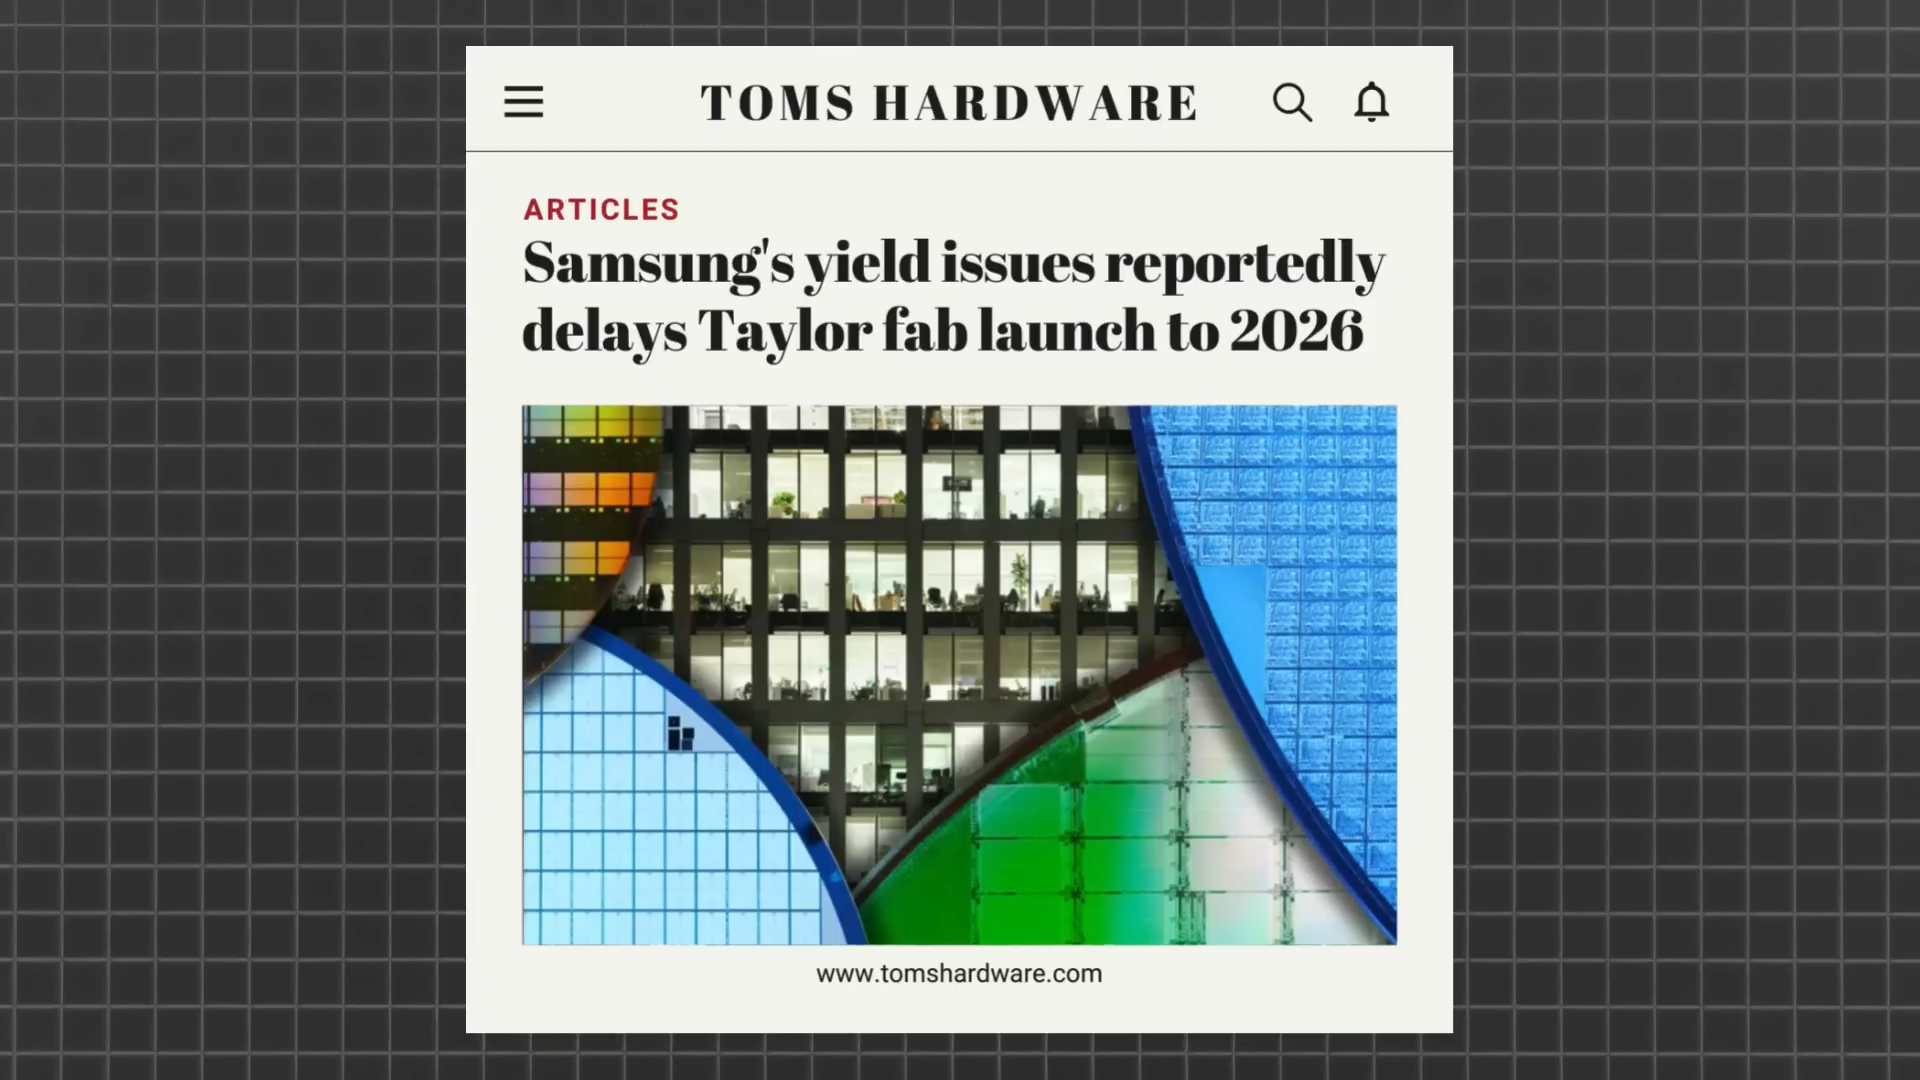 TOMS HARDWARE
ARTICLES
Samsung's yield issues reportedly
delays Taylor fab launch to 2026
www.tomshardware.com